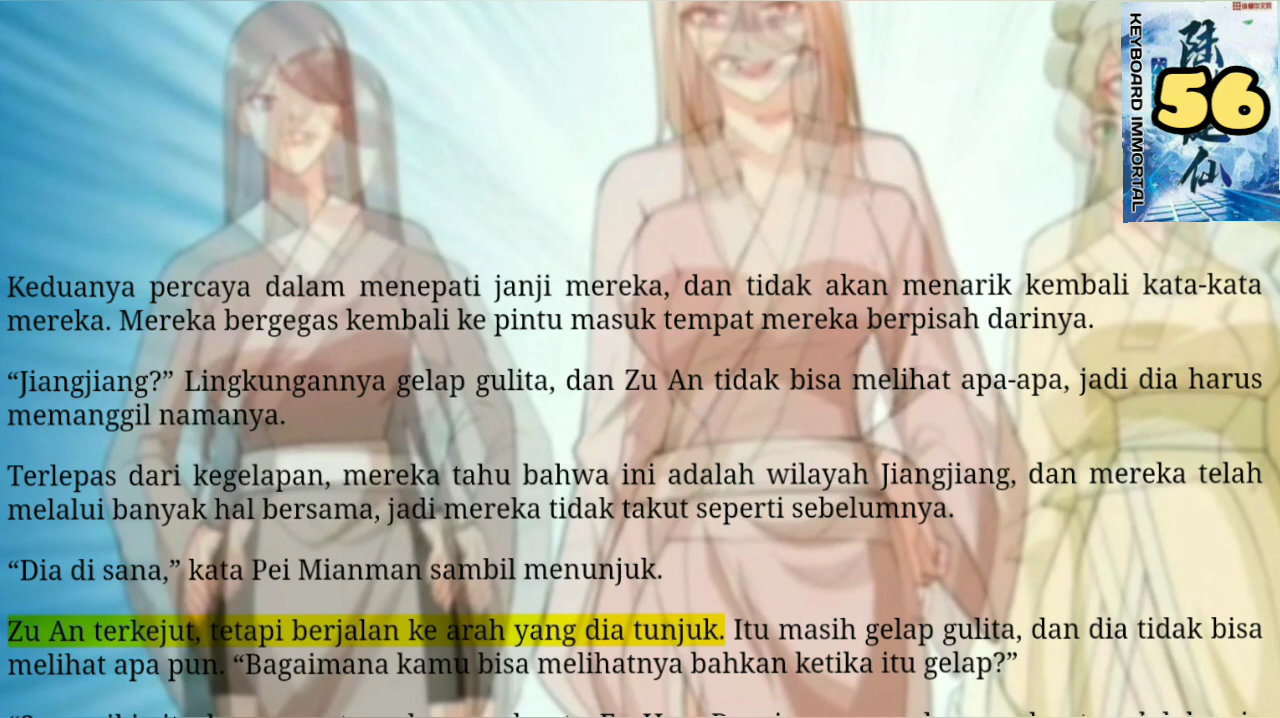 KEYBOARD IMMORTAL
56
Keduanya percaya dalam menepati janji mereka, dan tidak akan menarik kembali kata-kata
mereka. Mereka bergegas kembali ke pintu masuk tempat mereka berpisah darinya.
“Jiangjiang?” Lingkungannya gelap gulita, dan Zu An tidak bisa melihat apa-apa, jadi dia harus
memanggil namanya.
Terlepas dari kegelapan, mereka tahu bahwa ini adalah wilayah Jiangjiang, dan mereka telah
melalui banyak hal bersama, jadi mereka tidak takut seperti sebelumnya.
“Dia di sana,” kata Pei Mianman sambil menunjuk.
Zu An terkejut, tetapi berjalan ke arah yang dia tunjuk. Itu masih gelap gulita, dan dia tidak bisa
melihat apa pun. “Bagaimana kamu bisa melihatnya bahkan ketika itu gelap?”